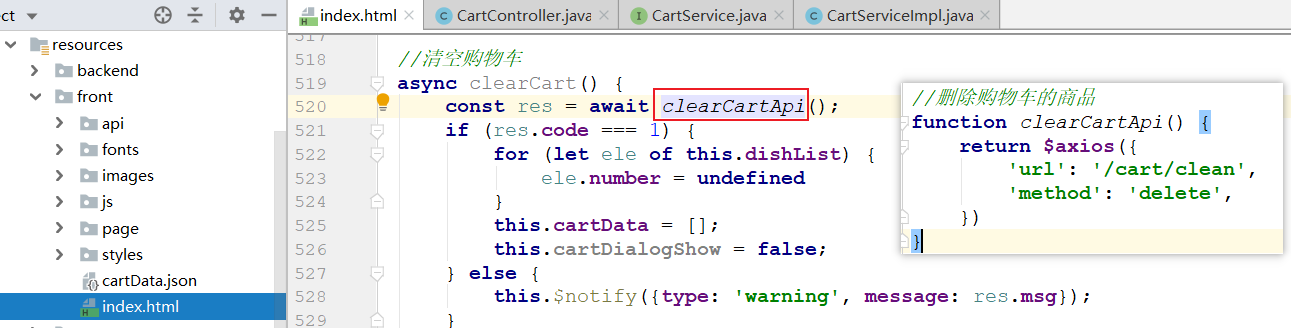 ct
index.html
CartController.java
CartService.java
CartServiceImpl.java
resources
backend
front
api
fonts
images
js
page
styles
cartData.json
index.html
517
518 //清空购物车
519 async clearCart() {
520 const res = await clearCartApi();
521 if (res.code === 1) {
522 for (let ele of this.dishList) {
523 ele.number = undefined
524 }
525 this.cartData = [];
526 this.cartDialogShow = false;
527 } else {
528 this.$notify({type: 'warning', message: res.msg});
529 }
//删除购物车的商品
function clearCartApi() {
return $axios({
'url': '/cart/clean',
'method': 'delete',
})
}